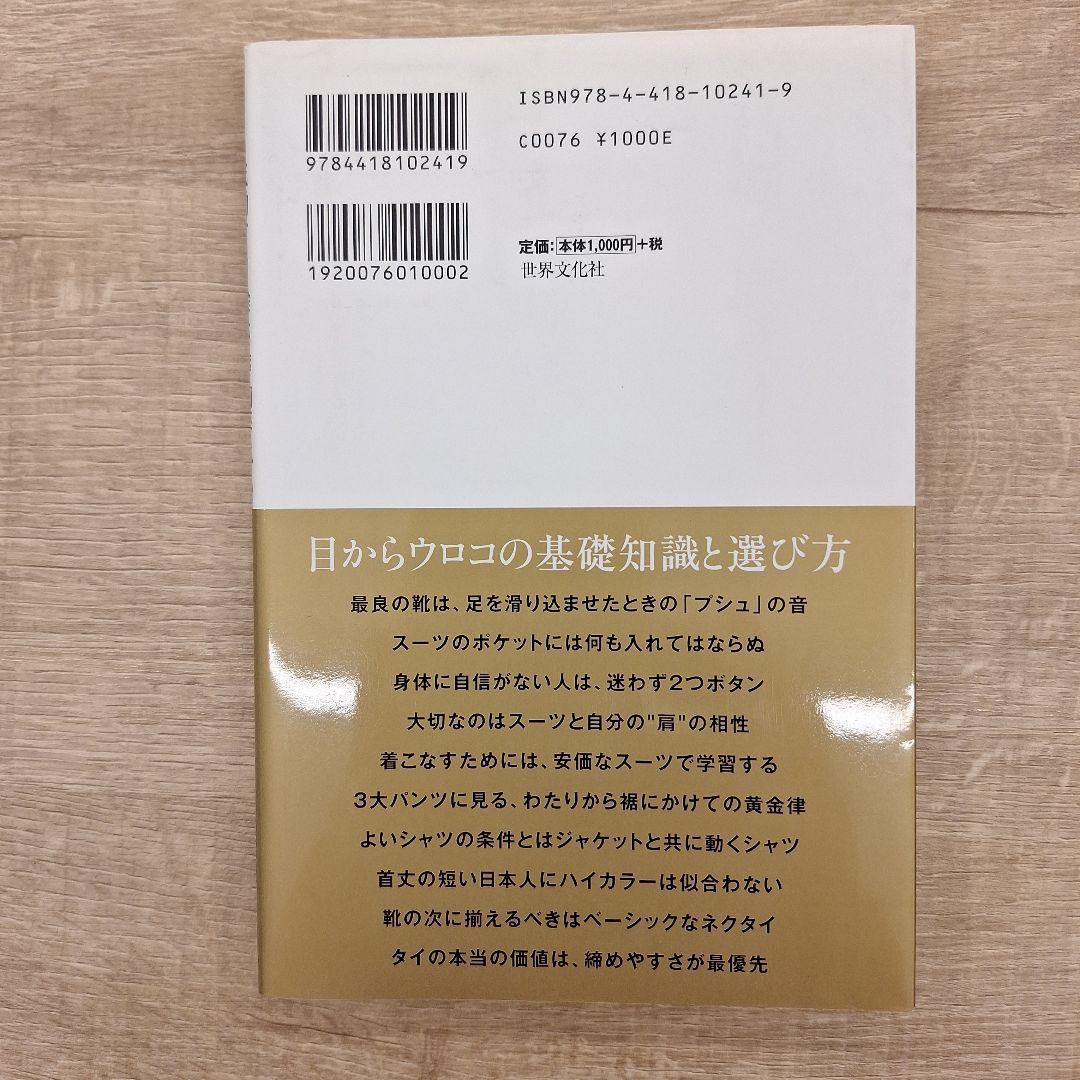 ISBN978-4-418-10241-9
C0076 ¥1000E
9784418102419
1920076010002
定価:本体1,000円+税
世界文化社
目からウロコの基礎知識と選び方
最良の靴は、足を滑り込ませたときの「プシュ」の音
スーツのポケットには何も入れてはならぬ
身体に自信がない人は、迷わず2つボタン
大切なのはスーツと自分の"肩"の相性
着こなすためには、安価なスーツで学習する
3大パンツに見る、わたりから裾にかけての黄金律
よいシャツの条件とはジャケットと共に動くシャツ
首丈の短い日本人にハイカラーは似合わない
靴の次に揃えるべきはベーシックなネクタイ
タイの本当の価値は、締めやすさが最優先